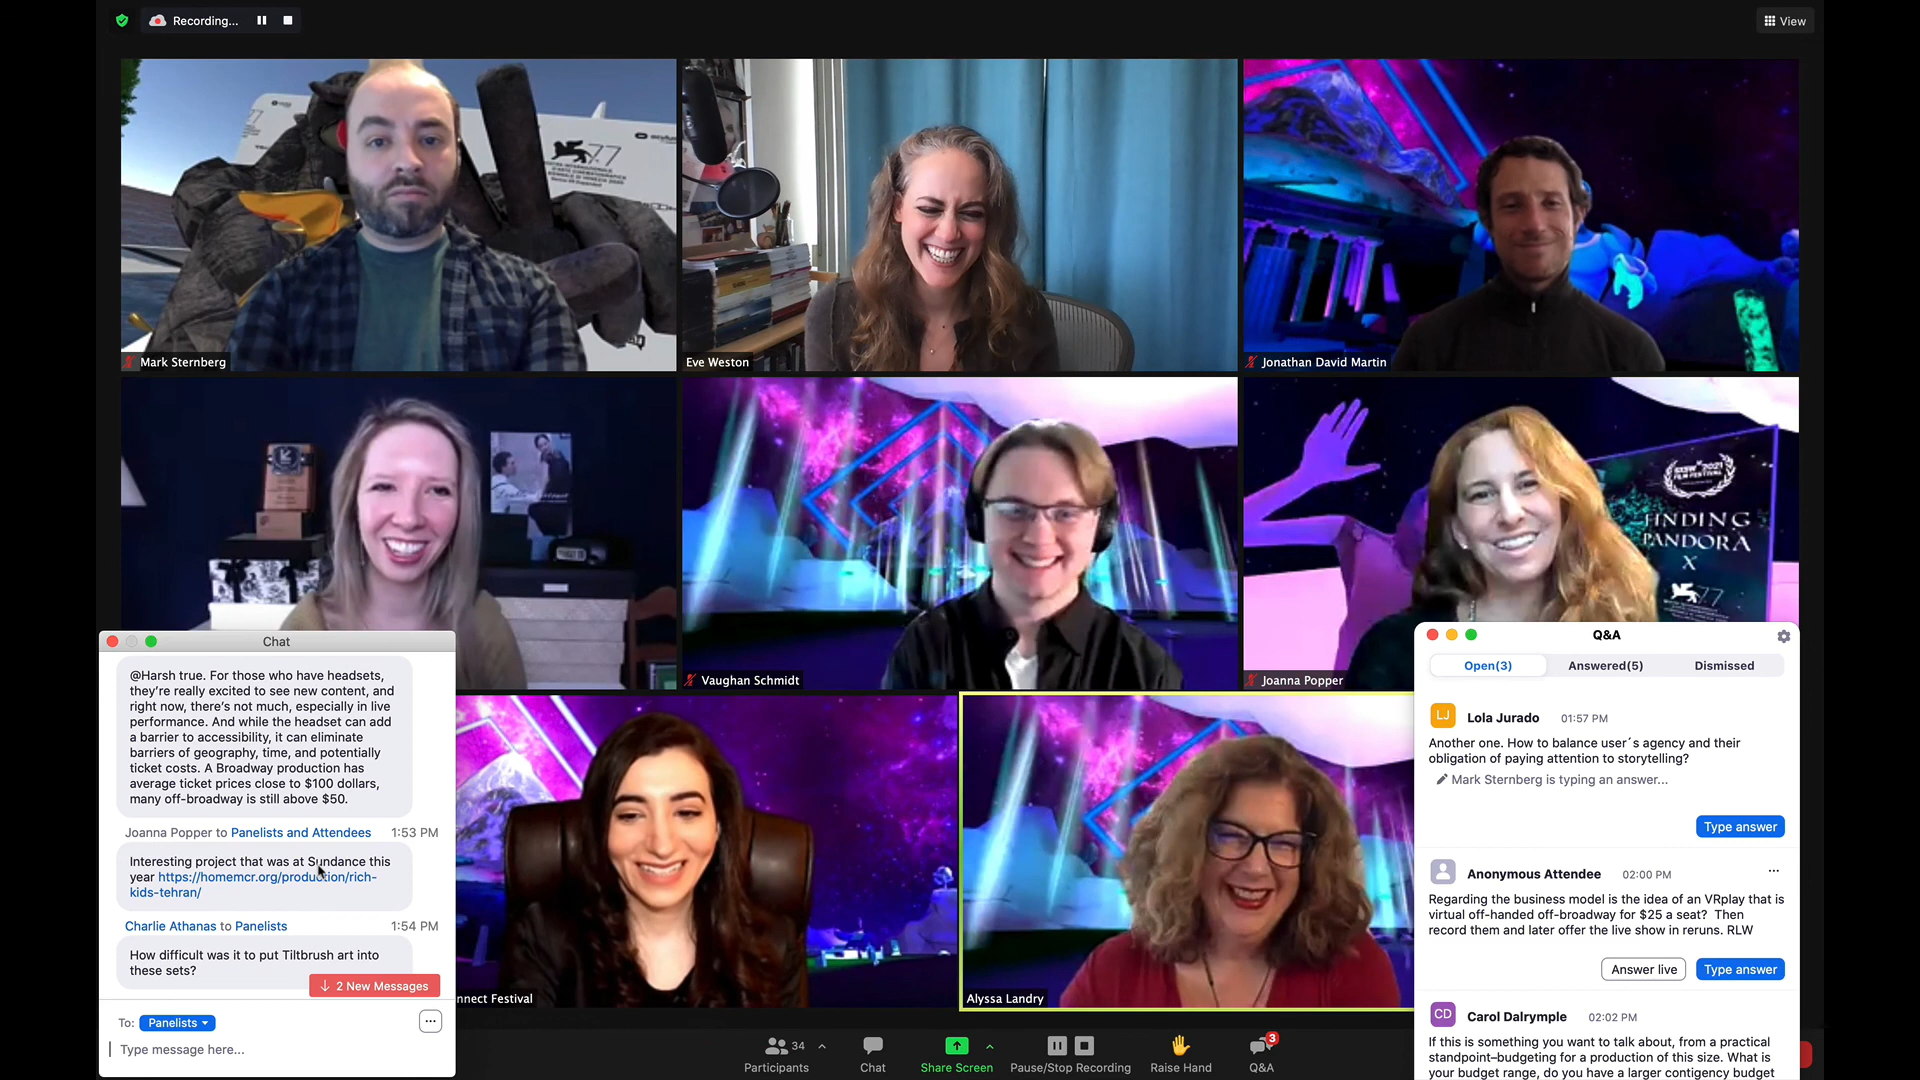 Recording...
View
77
77
Mark Sternberg
Eve Weston
Jonathan David Martin
SXSW 2021
FILM FESTIVAL
FINDING
PANDORA
X
77
Vaughan Schmidt
Joanna Popper
Chat
@Harsh true. For those who have headsets,
they're really excited to see new content, and
right now, there's not much, especially in live
performance. And while the headset can add
a barrier to accessibility, it can eliminate
barriers of geography, time, and potentially
ticket costs. A Broadway production has
average ticket prices close to $100 dollars,
many off-broadway is still above $50.
Joanna Popper to Panelists and Attendees 1:53 PM
Interesting project that was at Sundance this
year https://homemcr.org/production/rich-
kids-tehran/
Charlie Athanas to Panelists 1:54 PM
How difficult was it to put Tiltbrush art into
these sets?
2 New Messages
To: Panelists
Type message here...
nnect Festival
Alyssa Landry
Q&A
Open(3) Answered(5) Dismissed
LJ Lola Jurado 01:57 PM
Another one. How to balance user´s agency and their
obligation of paying attention to storytelling?
Mark Sternberg is typing an answer...
Type answer
Anonymous Attendee 02:00 PM
Regarding the business model is the idea of an VRplay that is
virtual off-handed off-broadway for $25 a seat? Then
record them and later offer the live show in reruns. RLW
Answer live Type answer
CD Carol Dalrymple 02:02 PM
If this is something you want to talk about, from a practical
standpoint–budgeting for a production of this size. What is
your budget range, do you have a larger contigency budget
34
3
Participants Chat Share Screen Pause/Stop Recording Raise Hand Q&A